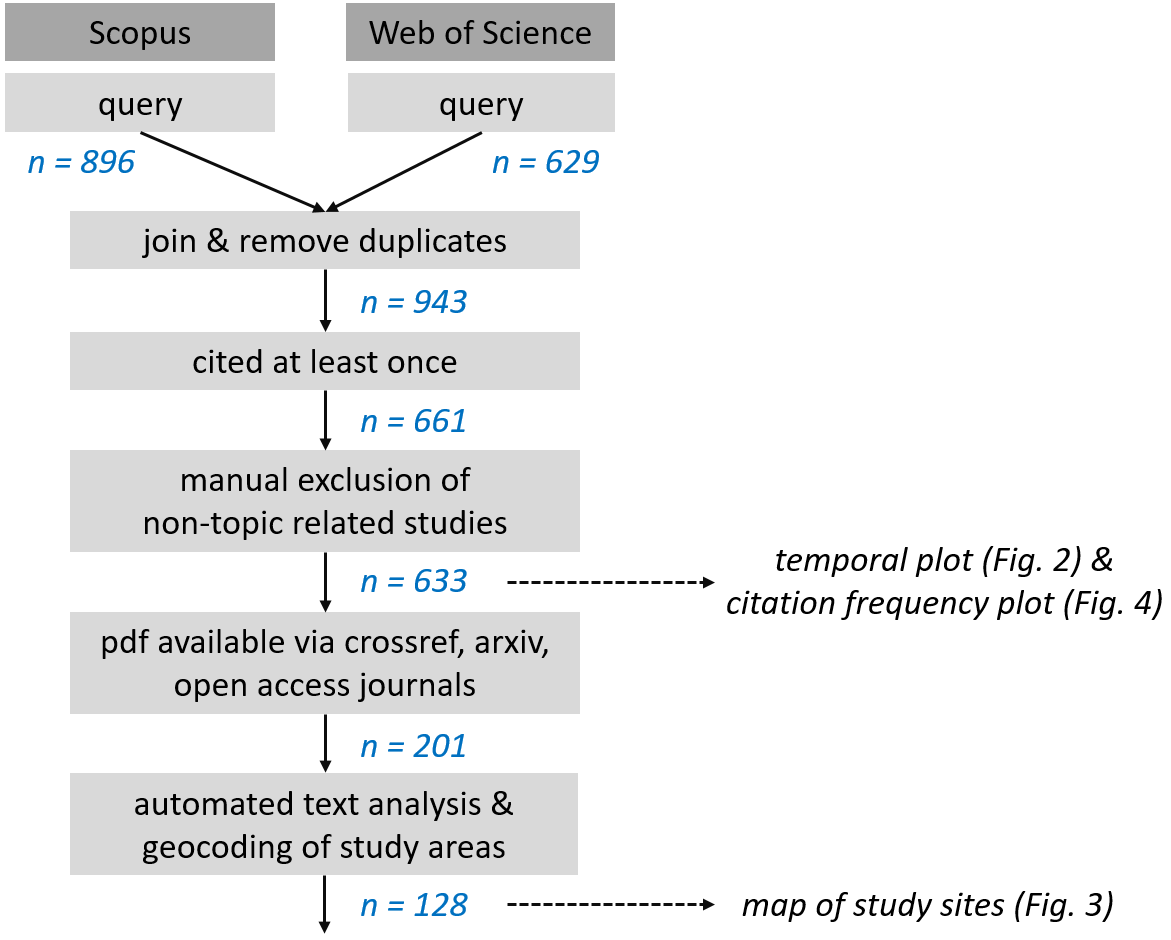 Scopus
Web of Science
query
query
n = 896
n = 629
join & remove duplicates
n = 943
cited at least once
n = 661
manual exclusion of
non-topic related studies
n = 633
temporal plot (Fig. 2) &
citation frequency plot (Fig. 4)
pdf available via crossref, arxiv,
open access journals
n = 201
automated text analysis &
geocoding of study areas
n = 128
map of study sites (Fig. 3)